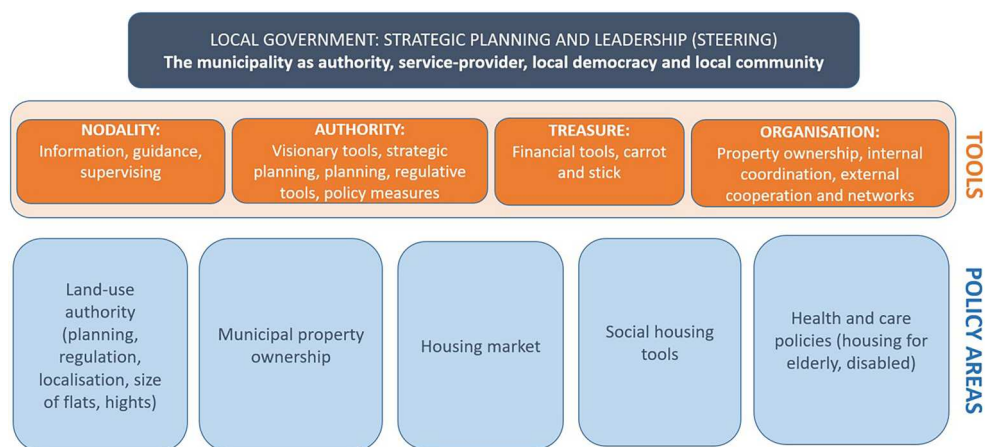 LOCAL GOVERNMENT: STRATEGIC PLANNING AND LEADERSHIP (STEERING)
The municipality as authority, service-provider, local democracy and local community
NODALITY:
Information, guidance,
supervising
AUTHORITY:
Visionary tools, strategic
planning, planning, regulative
tools, policy measures
TREASURE:
Financial tools, carrot
and stick
ORGANISATION:
Property ownership, internal
coordination, external
cooperation and networks
TOOLS
Land-use
authority
(planning,
regulation,
localisation, size
of flats, hights)
Municipal property
ownership
Housing market
Social housing
tools
Health and care
policies (housing for
elderly, disabled)
POLICY AREAS